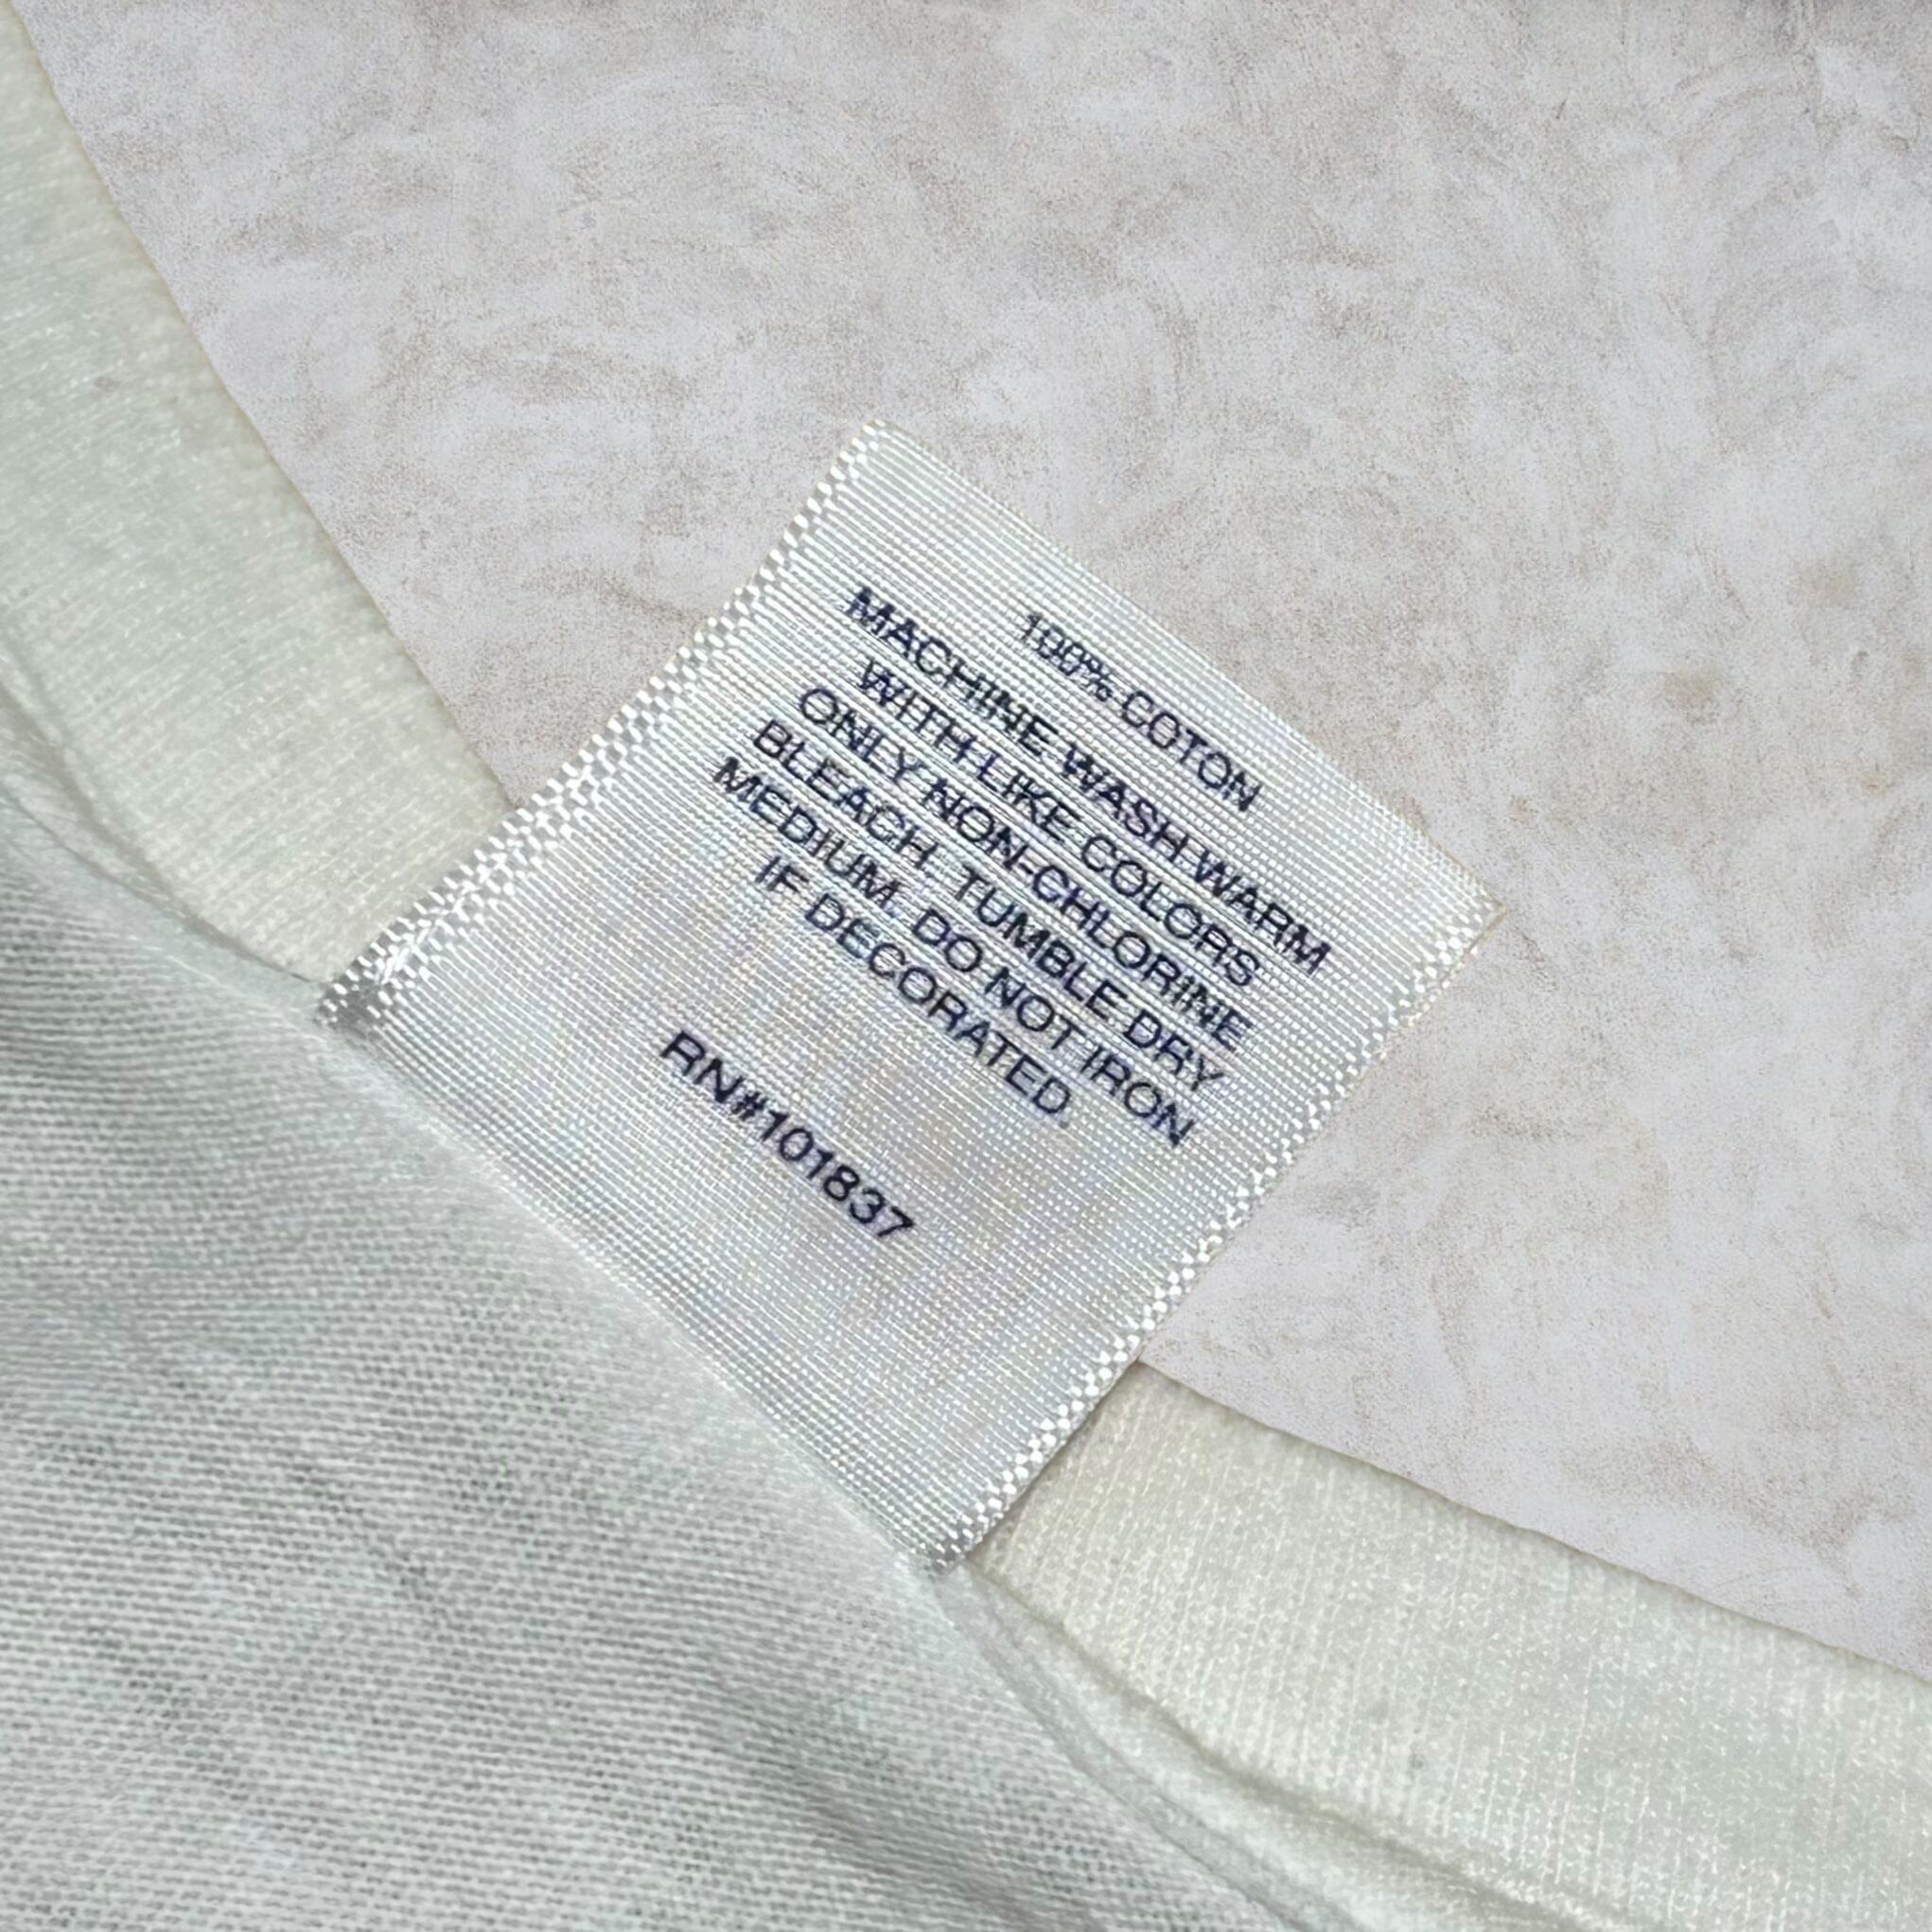 100% COTON
MACHINE WASH WARM
WITH LIKE COLORS
ONLY NON-CHLORINE
BLEACH. TUMBLE DRY
MEDIUM. DO NOT IRON
IF DECORATED.
RN#101837